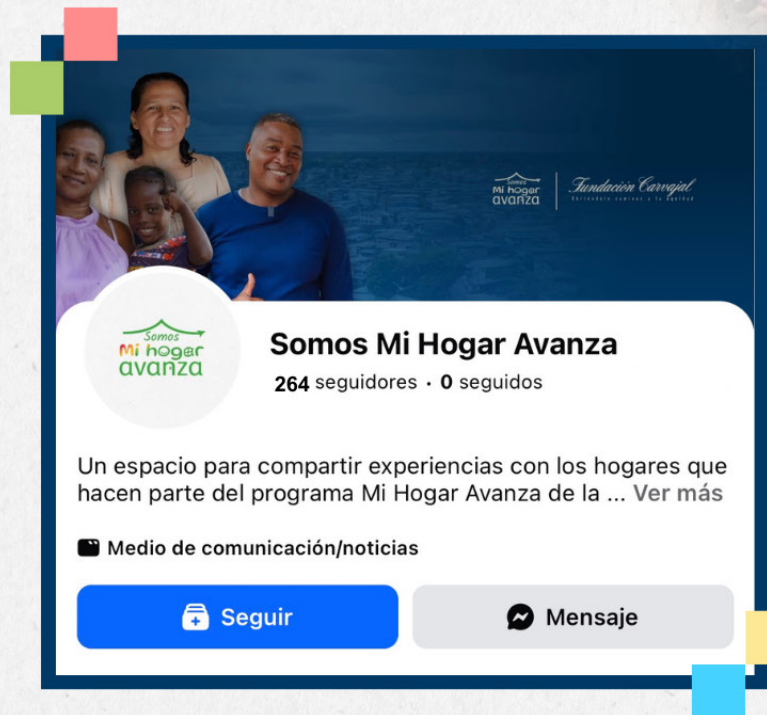 Somos
Mi hogar
avanza
Fundación Carvajal
Somos
Mi hogar
avanza
Somos Mi Hogar Avanza
264 seguidores · 0 seguidos
Un espacio para compartir experiencias con los hogares que
hacen parte del programa Mi Hogar Avanza de la ... Ver más
Medio de comunicación/noticias
Seguir
Mensaje